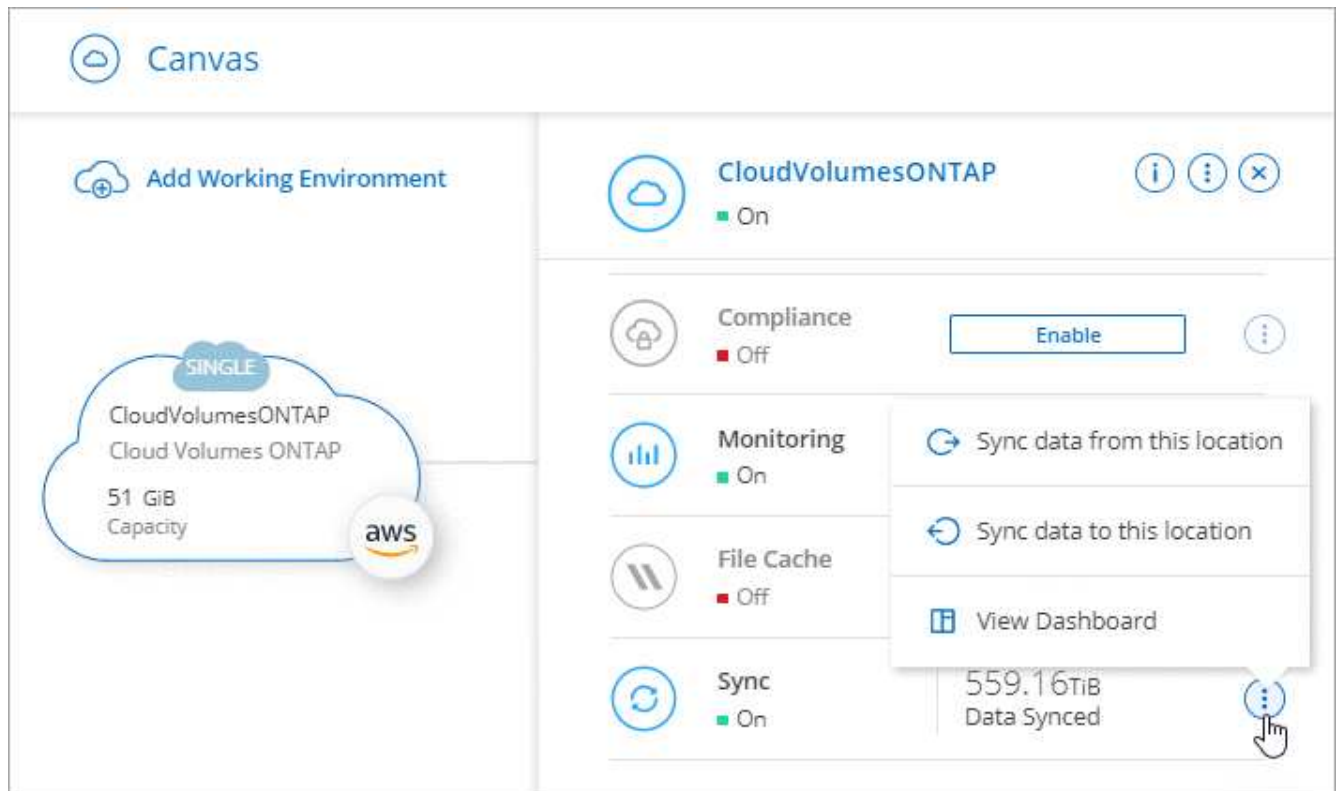 Canvas
Add Working Environment
SINGLE
CloudVolumesONTAP
Cloud Volumes ONTAP
51 GiB
Capacity
aws
CloudVolumesONTAP
On
Compliance
Off
Enable
Monitoring
On
File Cache
Off
Sync
On
559.16TiB
Data Synced
Sync data from this location
Sync data to this location
View Dashboard